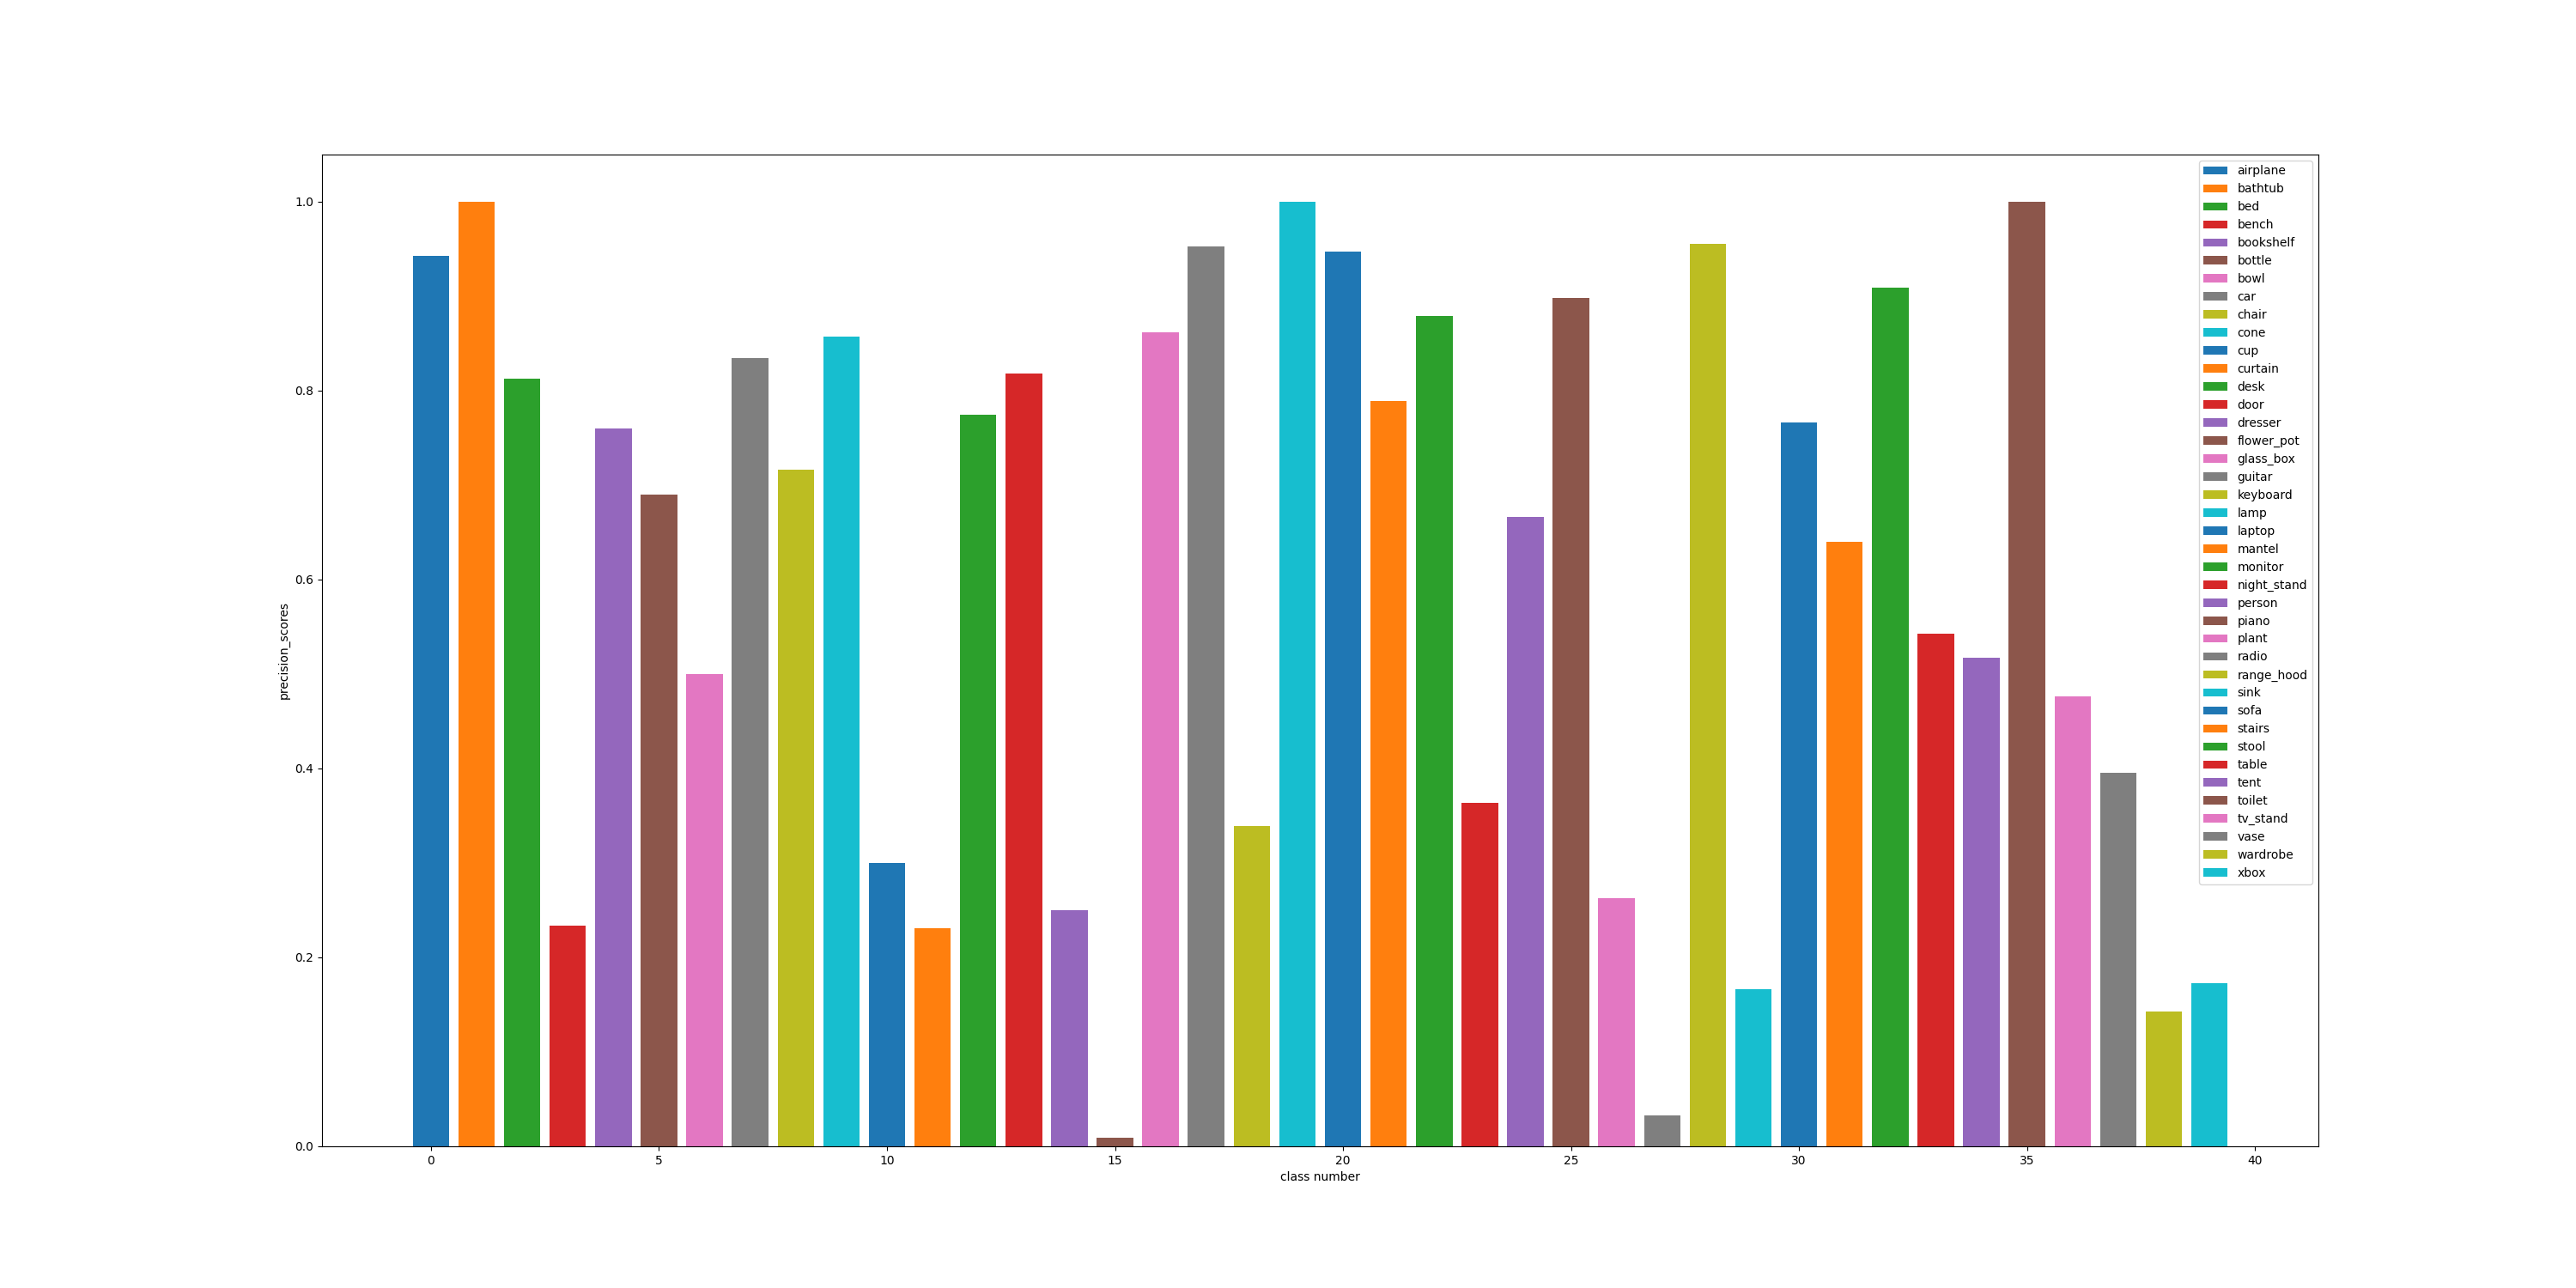 1.0
0.8
0.6
0.4
0.2
0.0
precision_scores
0 5 10 15 20 25 30 35 40
class number
airplane
bathtub
bed
bench
bookshelf
bottle
bowl
car
chair
cone
cup
curtain
desk
door
dresser
flower_pot
glass_box
guitar
keyboard
lamp
laptop
mantel
monitor
night_stand
person
piano
plant
radio
range_hood
sink
sofa
stairs
stool
table
tent
toilet
tv_stand
vase
wardrobe
xbox